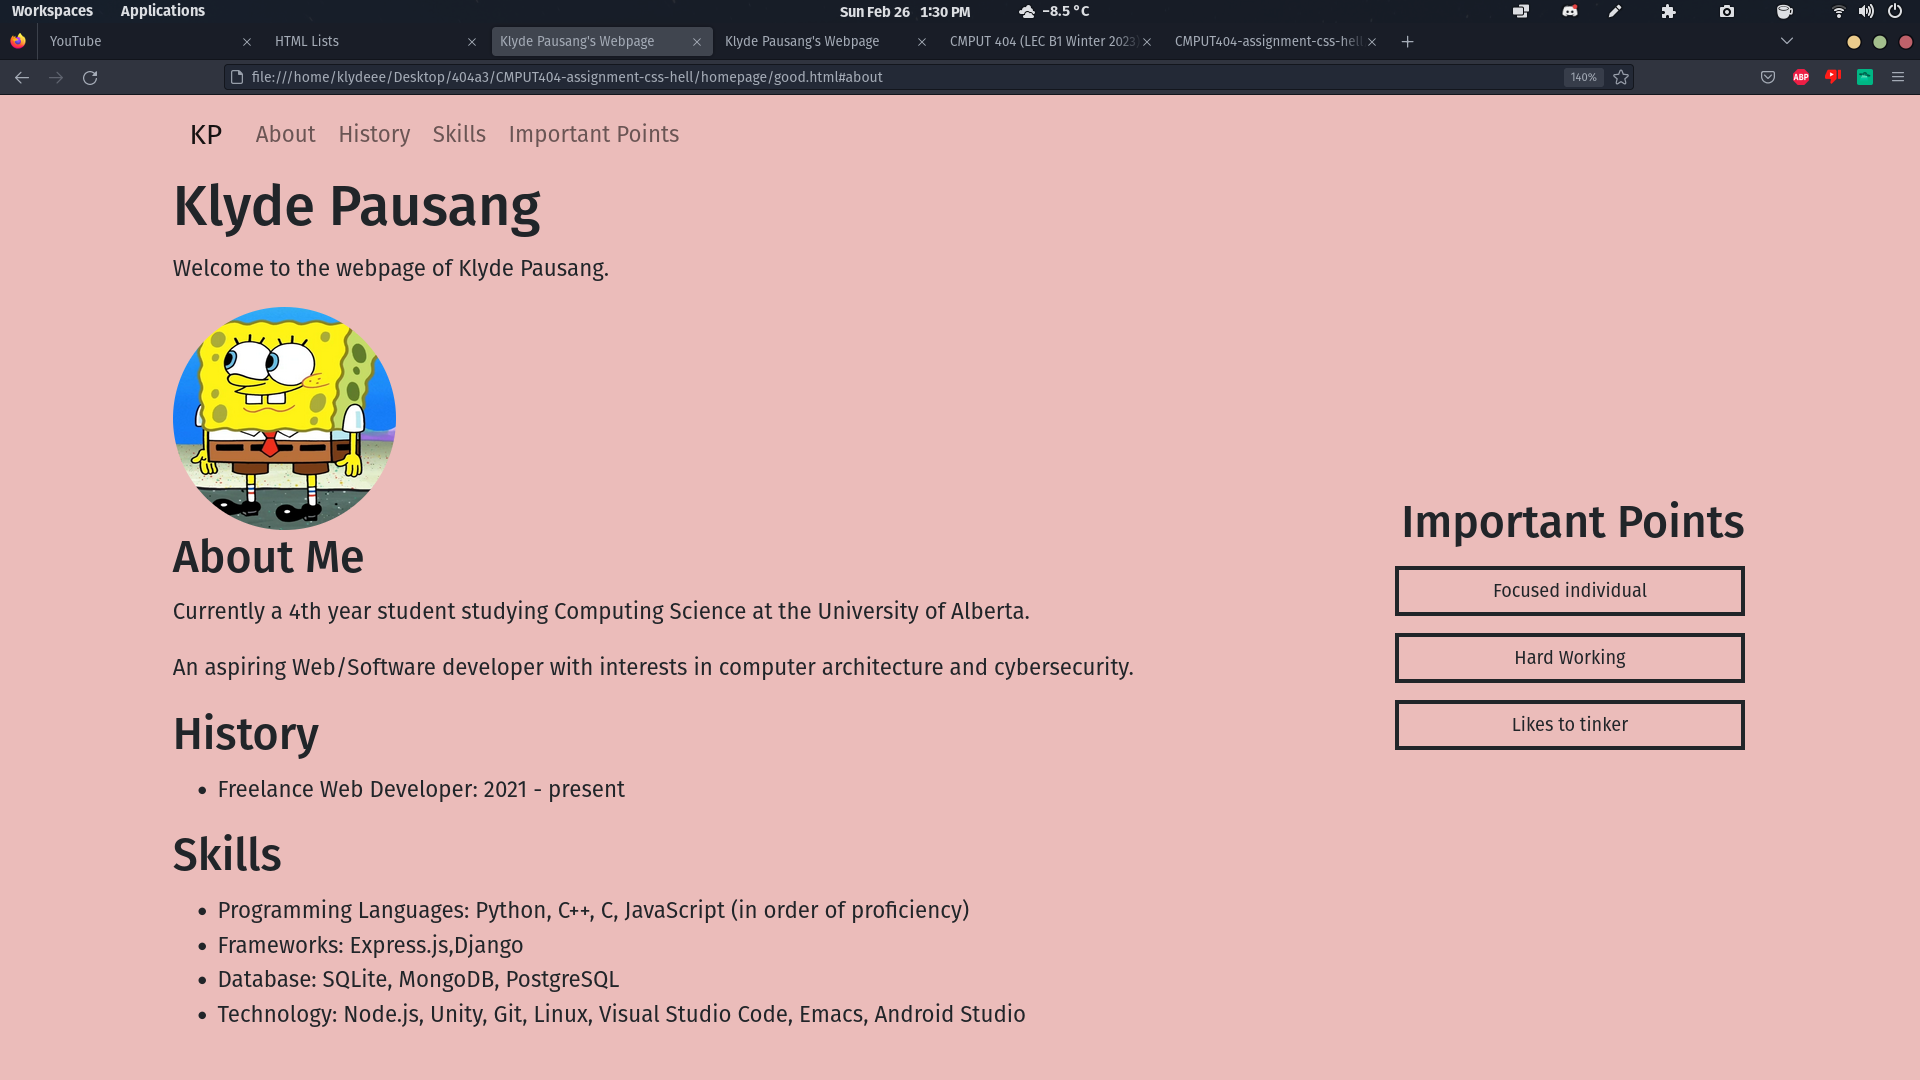 Workspaces Applications Sun Feb 26 1:30 PM -8.5 °C
YouTube HTML Lists Klyde Pausang's Webpage Klyde Pausang's Webpage CMPUT 404 (LEC B1 Winter 2023) CMPUT404-assignment-css-hell
file:///home/klydeee/Desktop/404a3/CMPUT404-assignment-css-hell/homepage/good.html#about 140% ABP
KP About History Skills Important Points
Klyde Pausang
Welcome to the webpage of Klyde Pausang.
About Me
Currently a 4th year student studying Computing Science at the University of Alberta.
An aspiring Web/Software developer with interests in computer architecture and cybersecurity.
History
• Freelance Web Developer: 2021 - present
Skills
• Programming Languages: Python, C++, C, JavaScript (in order of proficiency)
• Frameworks: Express.js,Django
• Database: SQLite, MongoDB, PostgreSQL
• Technology: Node.js, Unity, Git, Linux, Visual Studio Code, Emacs, Android Studio
Important Points
Focused individual
Hard Working
Likes to tinker